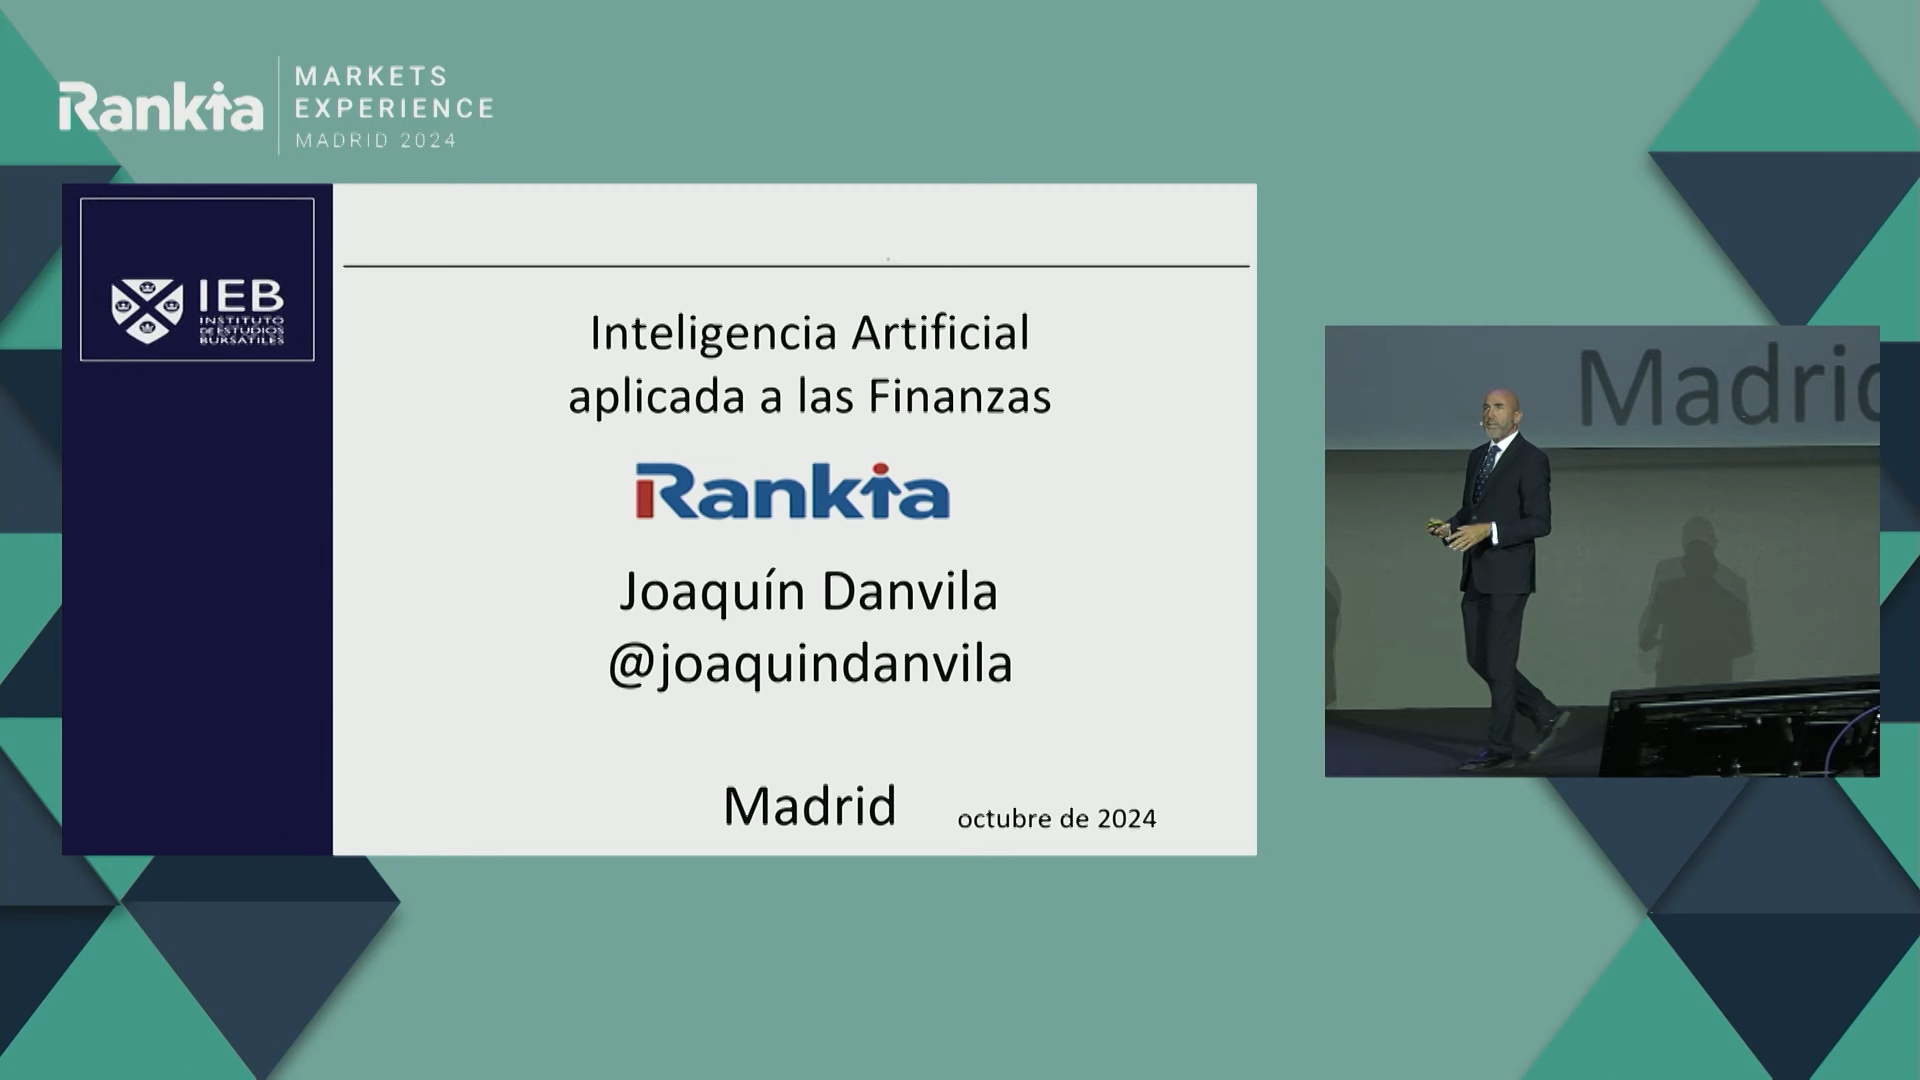 Rankia
MARKETS
EXPERIENCE
MADRID 2024
IEB
INSTITUTO
DE ESTUDIOS
BURSÁTILES
Inteligencia Artificial
aplicada a las Finanzas
Rankia
Joaquín Danvila
@joaquindanvila
Madrid octubre de 2024
Madrid